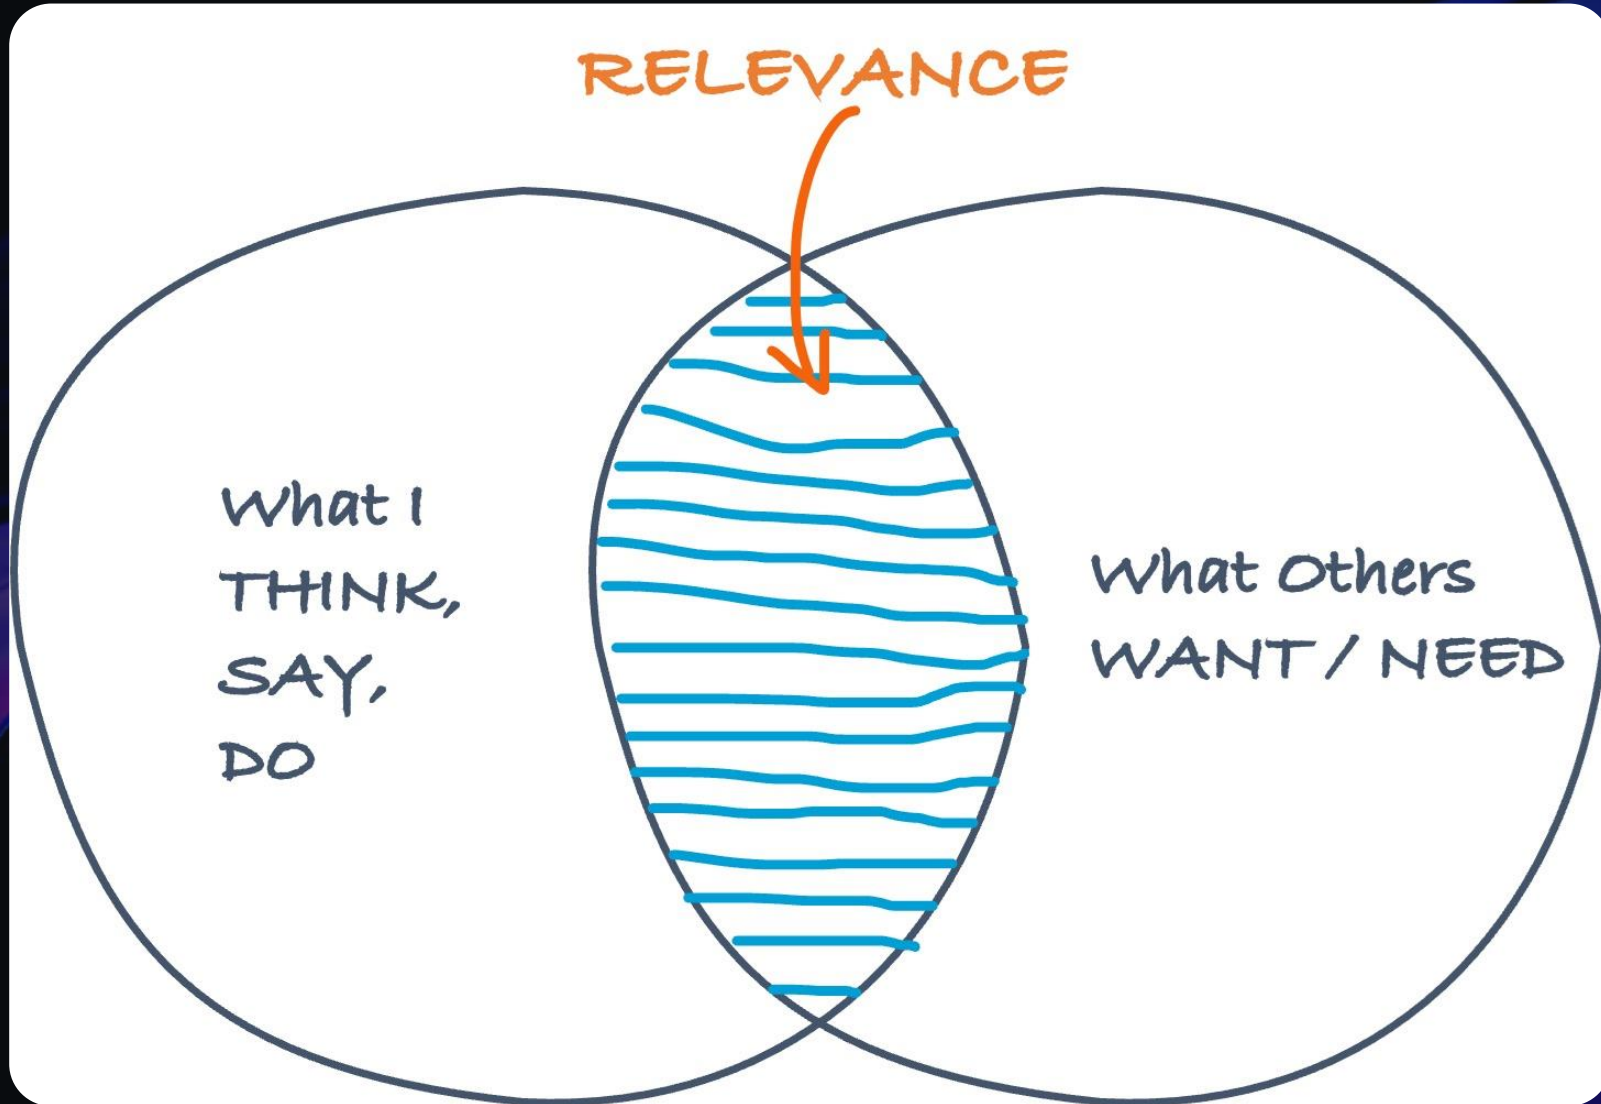 RELEVANCE
What I
THINK,
SAY,
DO
What Others
WANT / NEED